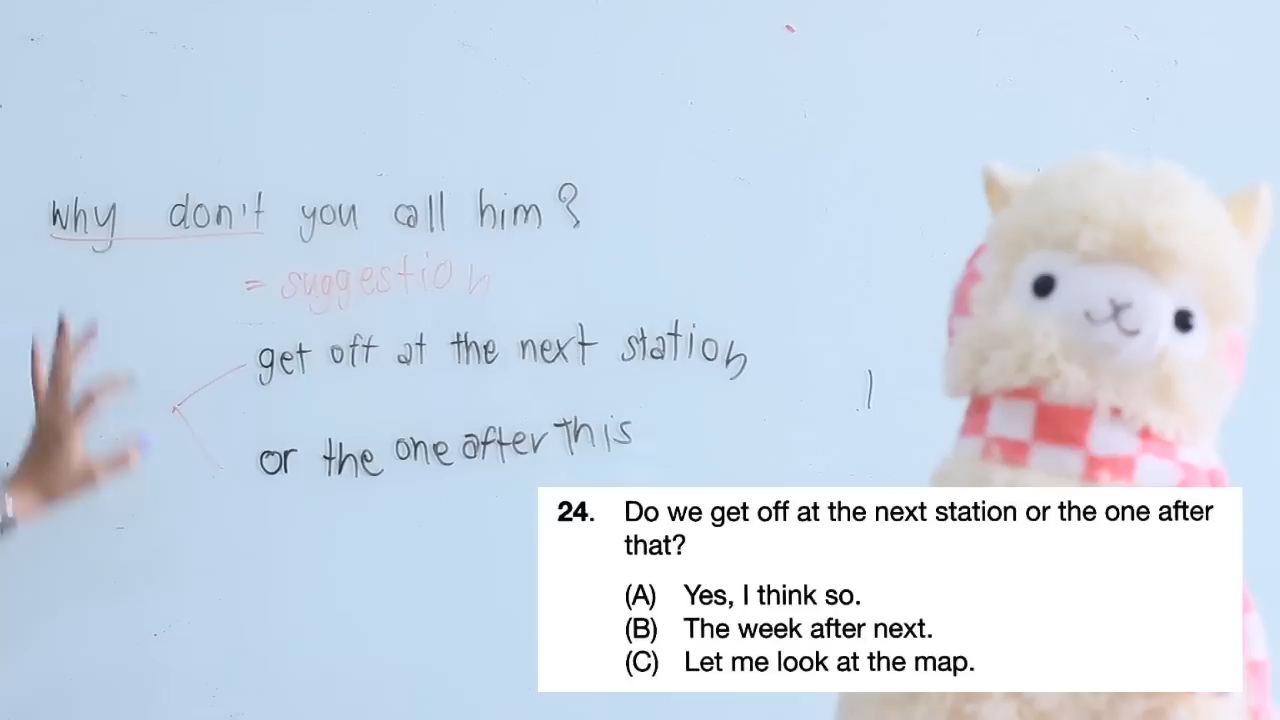 why don't you call him?
= suggestion
get off at the next station
or the one after this
24. Do we get off at the next station or the one after
that?
(A) Yes, I think so.
(B) The week after next.
(C) Let me look at the map.